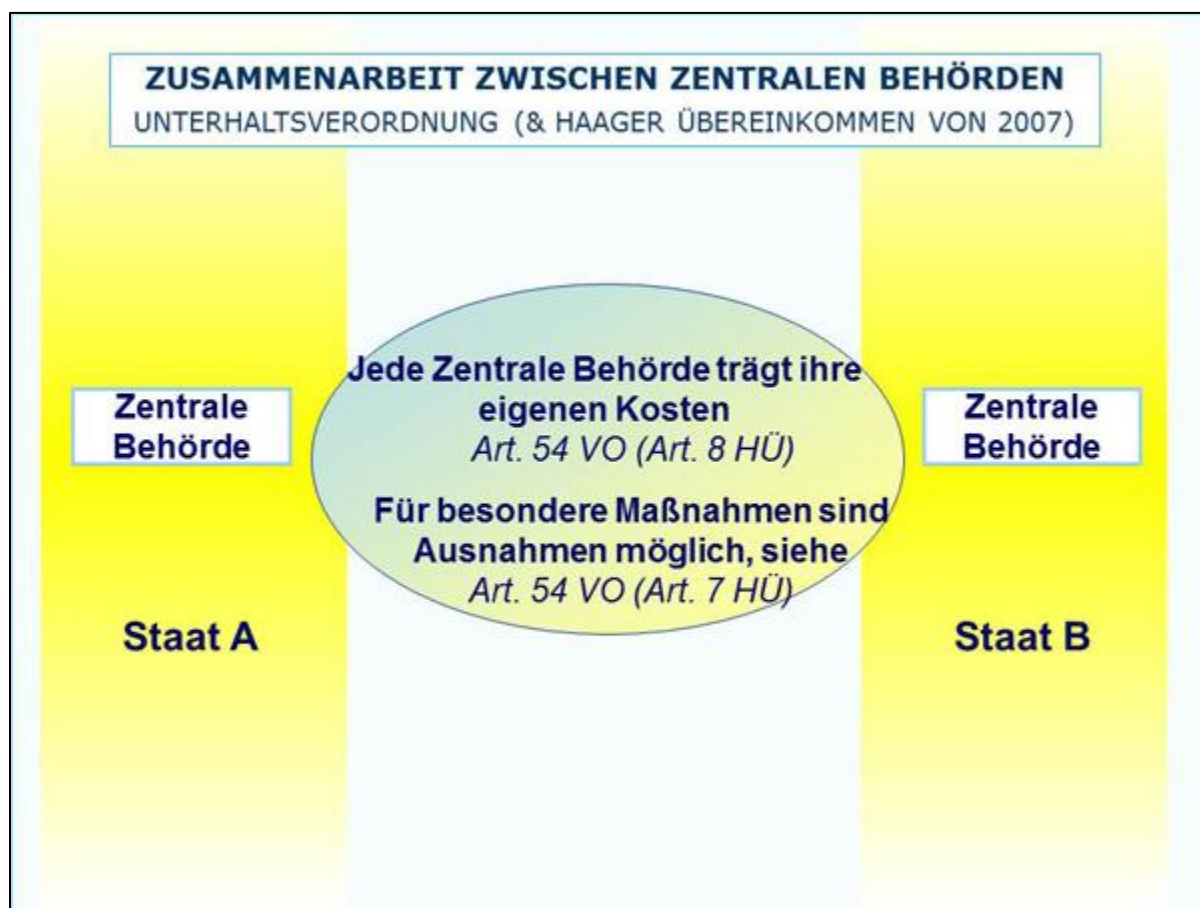 ZUSAMMENARBEIT ZWISCHEN ZENTRALEN BEHÖRDEN
UNTERHALTSVERORDNUNG (& HAAGER ÜBEREINKOMMEN VON 2007)
Zentrale
Behörde
Staat A
Jede Zentrale Behörde trägt ihre
eigenen Kosten
Art. 54 VO (Art. 8 HÜ)
Für besondere Maßnahmen sind
Ausnahmen möglich, siehe
Art. 54 VO (Art. 7 HÜ)
Zentrale
Behörde
Staat B